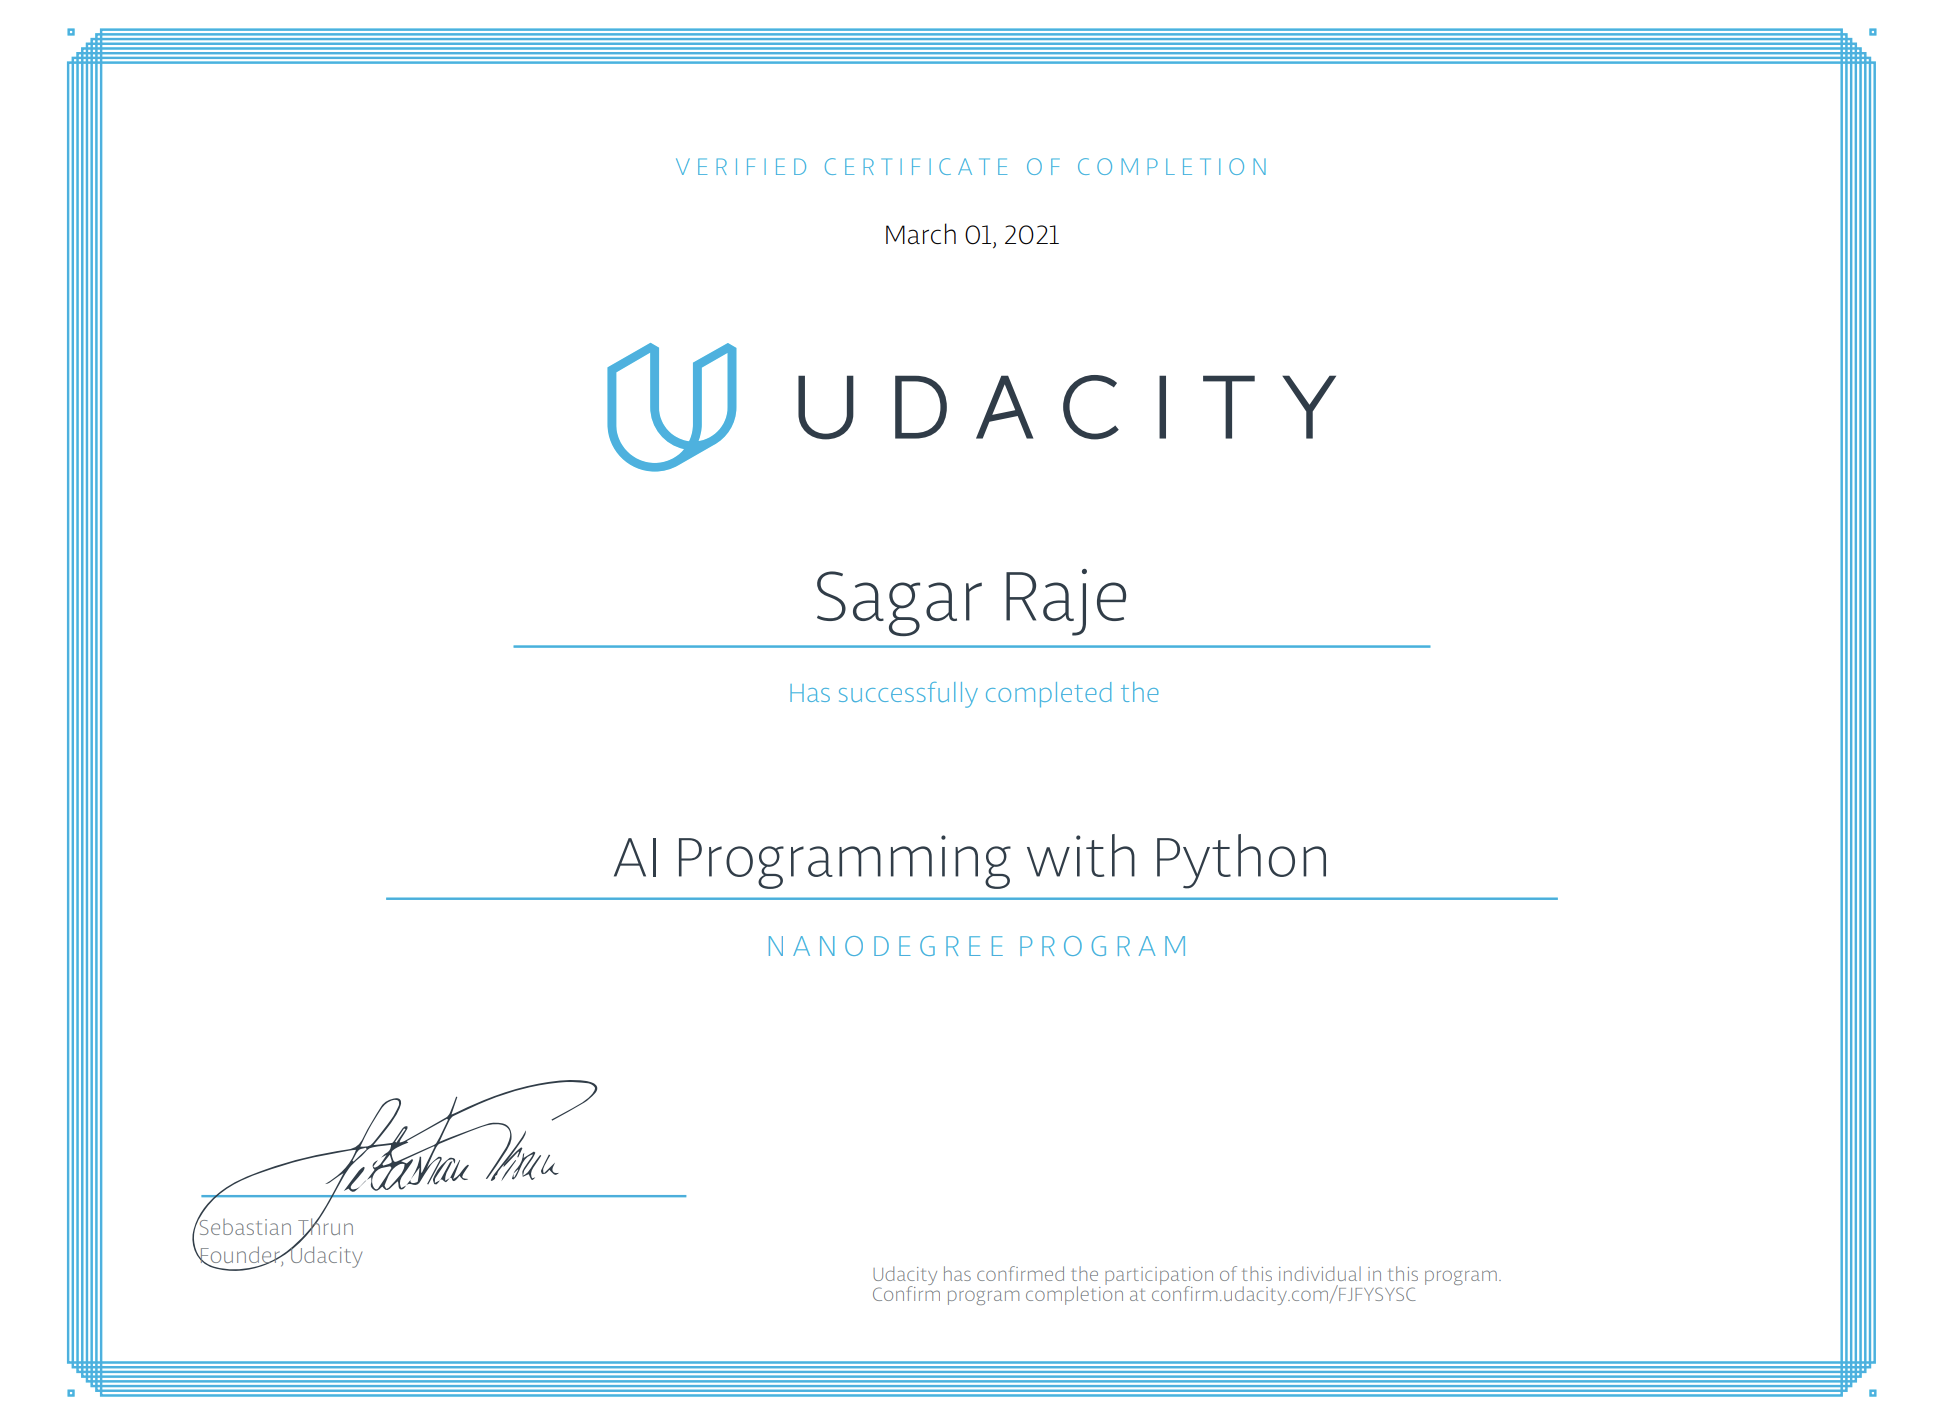 VERIFIED CERTIFICATE OF COMPLETION
March 01, 2021
UDACITY
Sagar Raje
Has successfully completed the
AI Programming with Python
NANODEGREE PROGRAM
Sebastian Thrun
Sebastian Thrun
Founder, Udacity
Udacity has confirmed the participation of this individual in this program.
Confirm program completion at confirm.udacity.com/FJFYSYSC